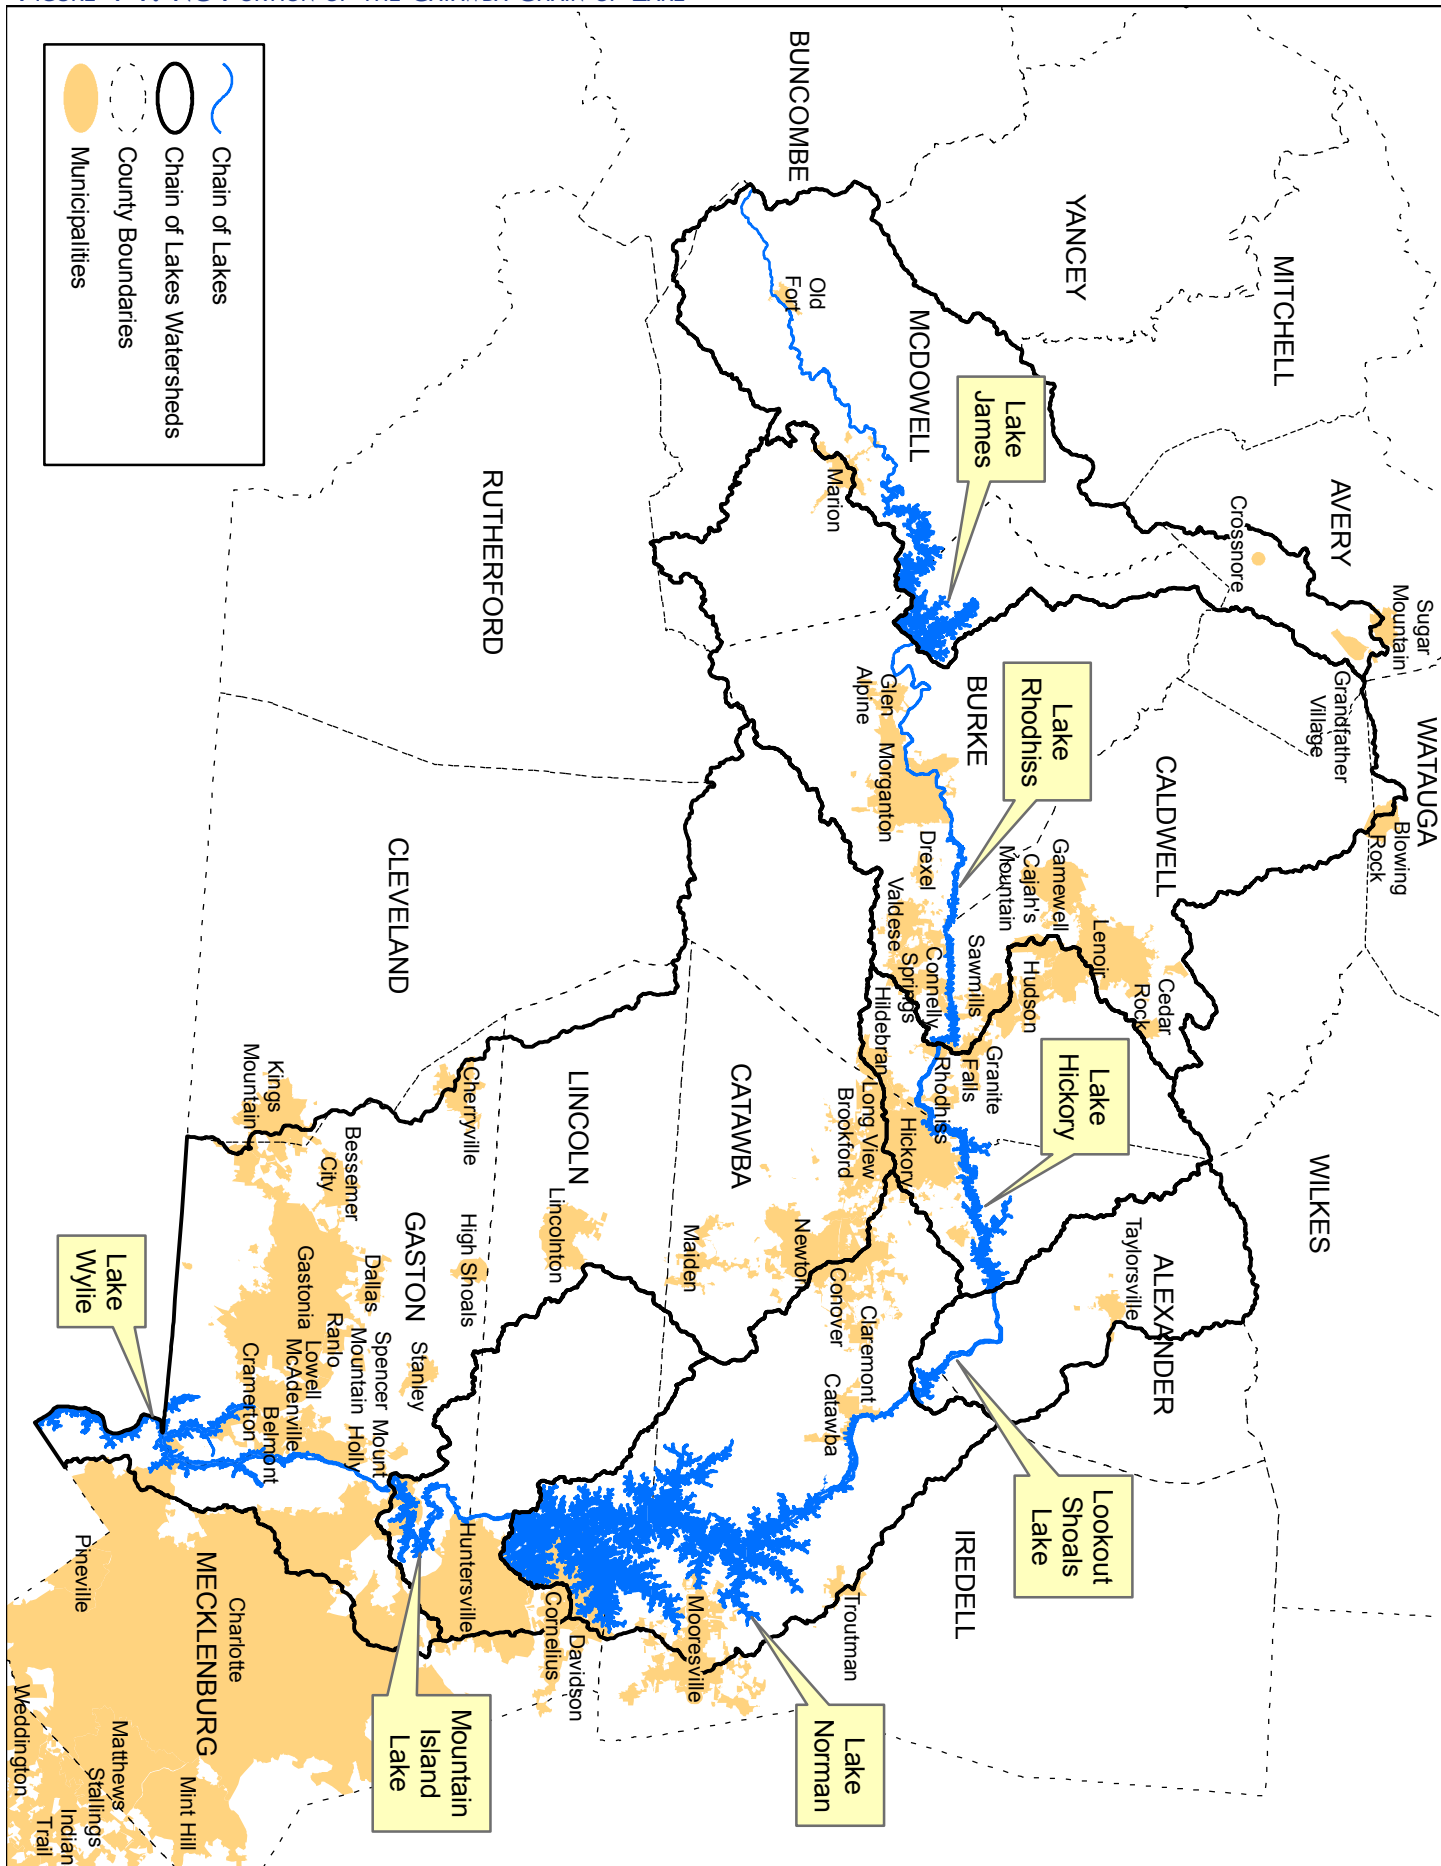 BUNCOMBE
YANCEY
MITCHELL
AVERY
WATAUGA
WILKES
MCDOWELL
BURKE
CALDWELL
ALEXANDER
IREDELL
RUTHERFORD
CLEVELAND
CATAWBA
LINCOLN
GASTON
MECKLENBURG
Lake
James
Lake
Rhodhiss
Lake
Hickory
Lookout
Shoals
Lake
Lake
Norman
Mountain
Island
Lake
Lake
Wylie
Old
Fort
Marion
Crossnore
Sugar
Mountain
Grandfather
Village
Blowing
Rock
Glen
Alpine
Morganton
Drexel
Valdese
Connelly
Springs
Gamewell
Cajah's
Mountain
Lenoir
Hudson
Sawmills
Cedar
Rock
Granite
Falls
Rhodhiss
Hildebran
Long View
Brookford
Hickory
Taylorsville
Newton
Conover
Claremont
Catawba
Maiden
Troutman
Mooresville
Davidson
Cornelius
Huntersville
Lincolnton
Cherryville
High Shoals
Kings
Mountain
Bessemer
City
Dallas
Gastonia
Stanley
Spencer
Mountain
Ranlo
Lowell
McAdenville
Cramerton
Belmont
Mount
Holly
Charlotte
Pineville
Matthews
Mint Hill
Stallings
Indian
Trail
Weddington
Chain of Lakes
Chain of Lakes Watersheds
County Boundaries
Municipalities